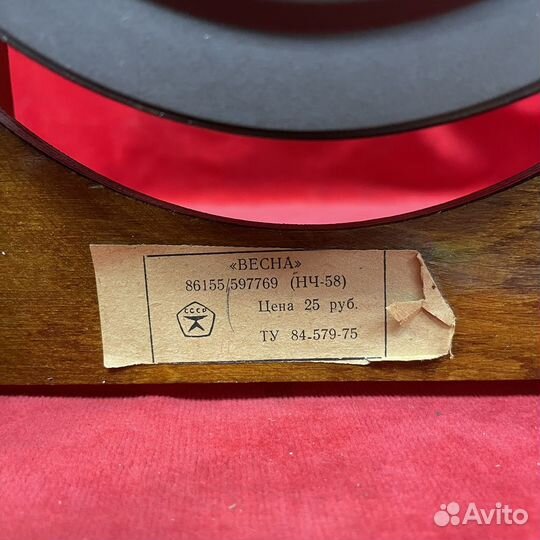 «ВЕСНА»
86155/597769 (НЧ-58)
Цена 25 руб.
СССР
ТУ 84-579-75
Avito